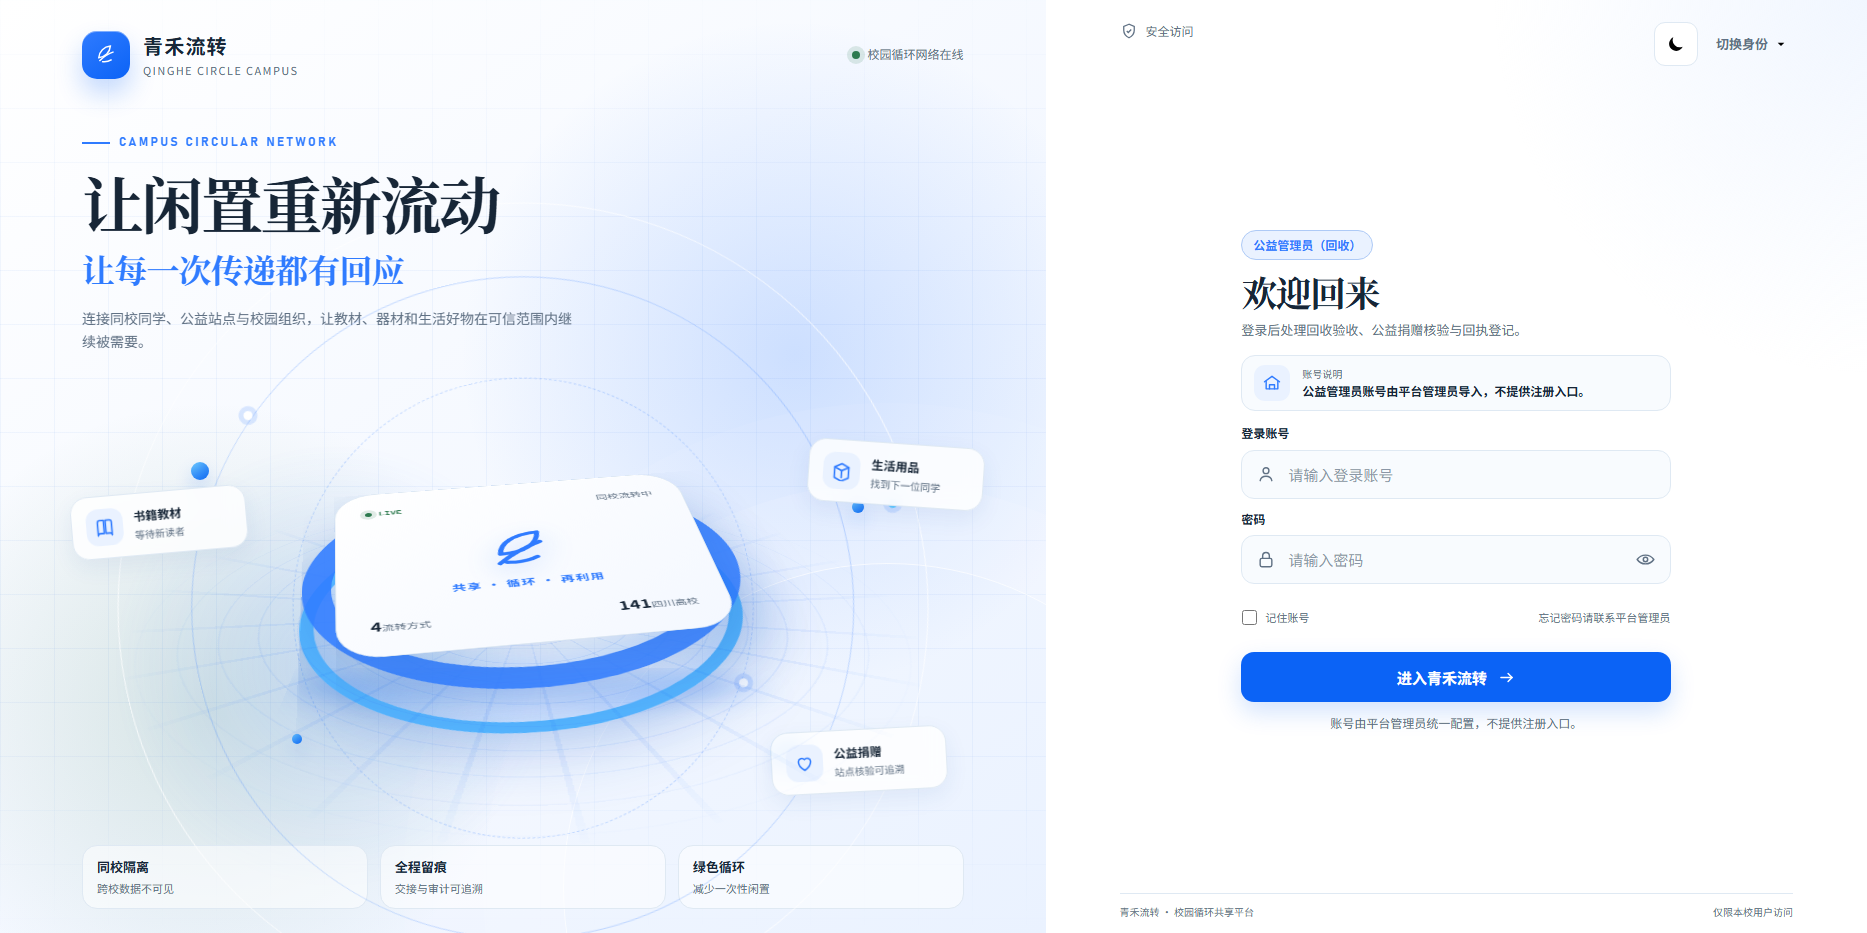 青禾流转
QINGHE CIRCLE CAMPUS
校园循环网络在线
CAMPUS CIRCULAR NETWORK
让闲置重新流动
让每一次传递都有回应
连接同校同学、公益站点与校园组织，让教材、器材和生活好物在可信范围内继
续被需要。
书籍教材
等待新读者
生活用品
找到下一位同学
同校流转中
LIVE
共享 · 循环 · 再利用
141四川高校
4流转方式
公益捐赠
站点核验可追溯
同校隔离
跨校数据不可见
全程留痕
交接与审计可追溯
绿色循环
减少一次性闲置
安全访问
切换身份
公益管理员（回收）
欢迎回来
登录后处理回收验收、公益捐赠核验与回执登记。
账号说明
公益管理员账号由平台管理员导入，不提供注册入口。
登录账号
请输入登录账号
密码
请输入密码
记住账号
忘记密码请联系平台管理员
进入青禾流转 →
账号由平台管理员统一配置，不提供注册入口。
青禾流转 · 校园循环共享平台
仅限本校用户访问